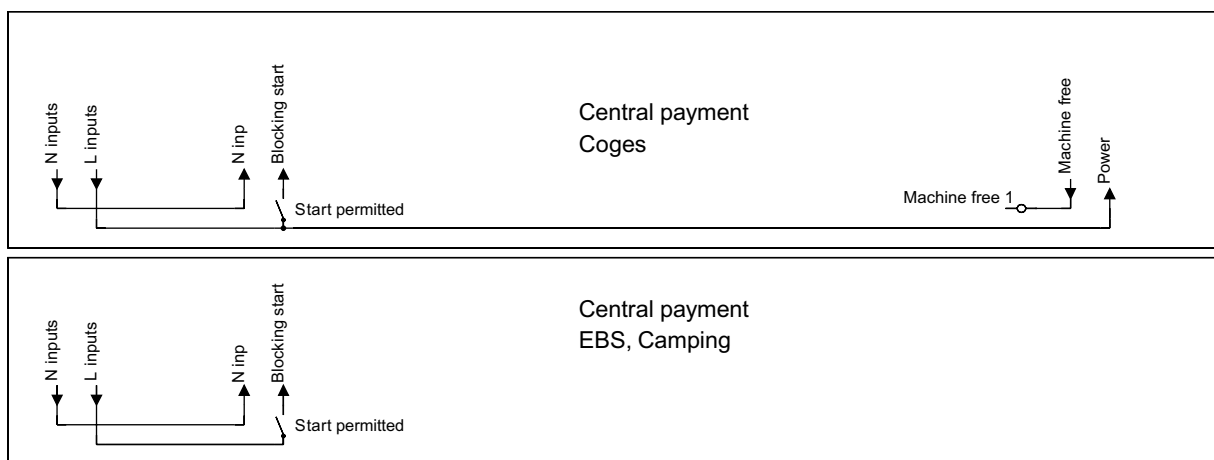 N inputs
L inputs
N inp
Blocking start
Start permitted
Central payment
Coges
Machine free 1
Machine free
Power
N inputs
L inputs
N inp
Blocking start
Start permitted
Central payment
EBS, Camping